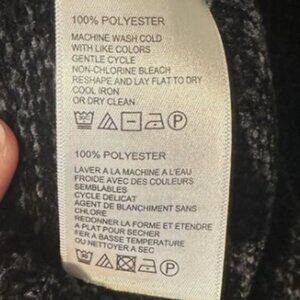 100% POLYESTER
MACHINE WASH COLD
WITH LIKE COLORS
GENTLE CYCLE
NON-CHLORINE BLEACH
RESHAPE AND LAY FLAT TO DRY
COOL IRON
OR DRY CLEAN
P
100% POLYESTER
LAVER A LA MACHINE A L'EAU
FROIDE AVEC DES COULEURS
SEMBLABLES
CYCLE DELICAT
AGENT DE BLANCHIMENT SANS
CHLORE
REDONNER LA FORME ET ETENDRE
A PLAT POUR SECHER
FER A BASSE TEMPERATURE
OU NETTOYER A SEC
P